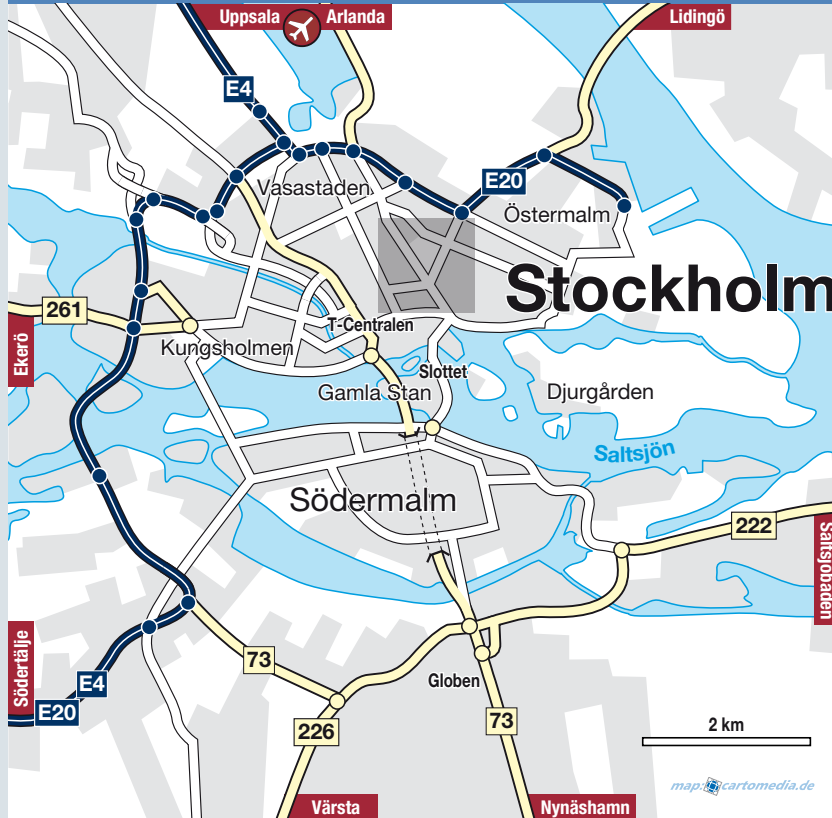 Uppsala Arlanda
Lidingö
E4
Vasastaden
E20
Östermalm
Stockholm
261
T-Centralen
Ekerö
Kungsholmen
Slottet
Gamla Stan
Djurgården
Saltsjön
Södermalm
222
Saltsjöbaden
Södertälje
73
E4
Globen
E20
226
73
2 km
map: cartomedia.de
Värsta
Nynäshamn